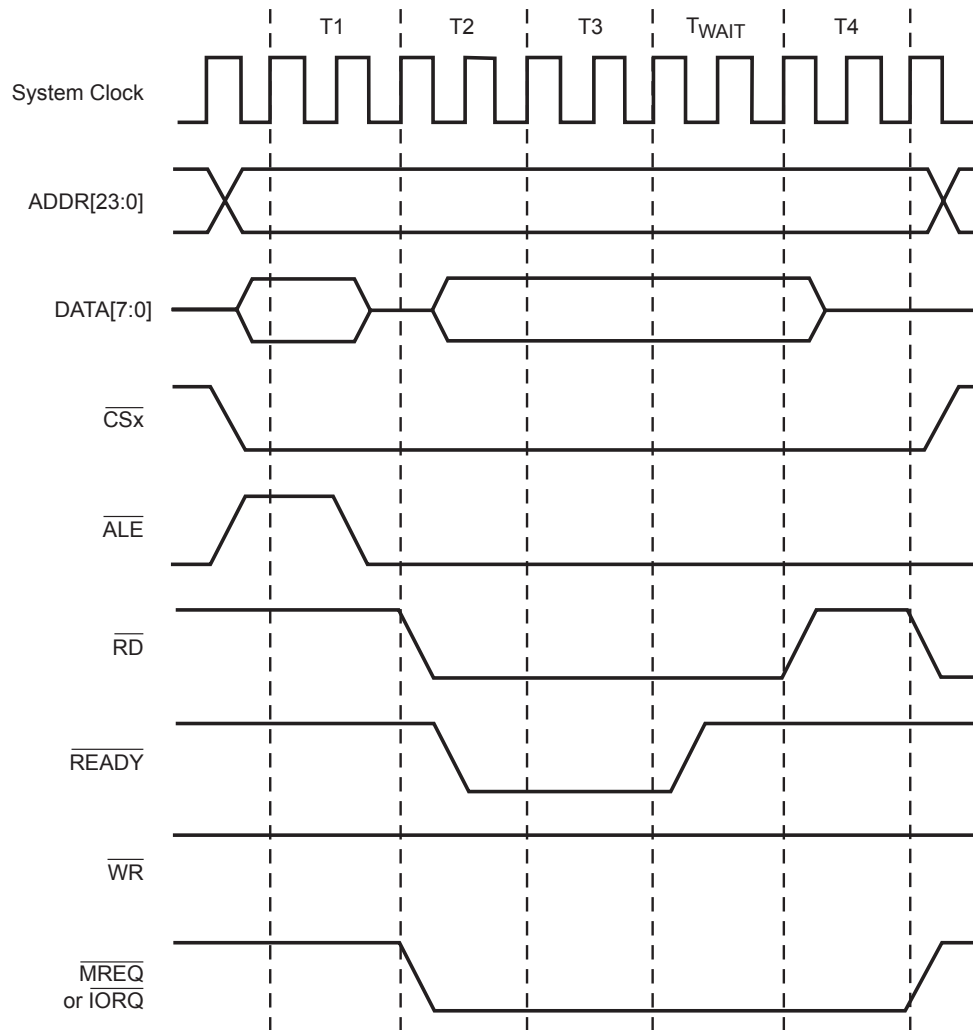 T1 T2 T3 TWAIT T4
System Clock
ADDR[23:0]
DATA[7:0]
CSx
ALE
RD
READY
WR
MREQ
or IORQ